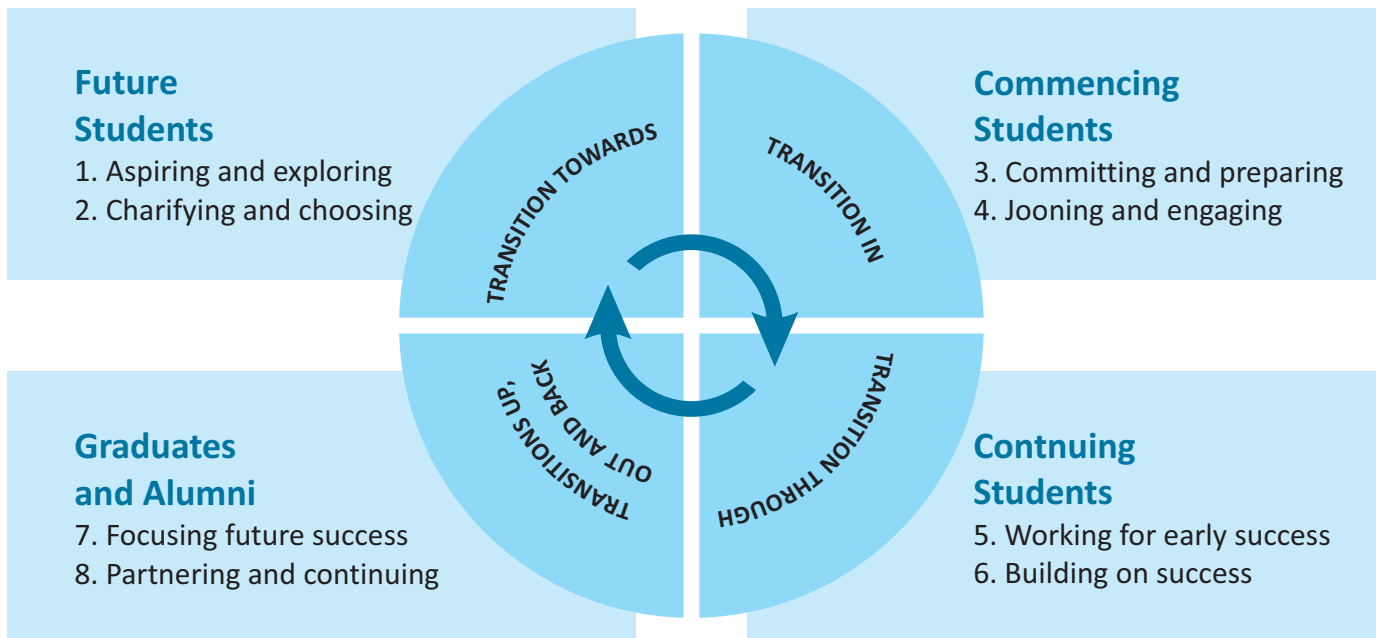 Future
Students
1. Aspiring and exploring
2. Charifying and choosing
TRANSITION TOWARDS
TRANSITION IN
Commencing
Students
3. Committing and preparing
4. Jooning and engaging
Graduates
and Alumni
7. Focusing future success
8. Partnering and continuing
TRANSITIONS UP,
OUT AND BACK
TRANSITION THROUGH
Contnuing
Students
5. Working for early success
6. Building on success